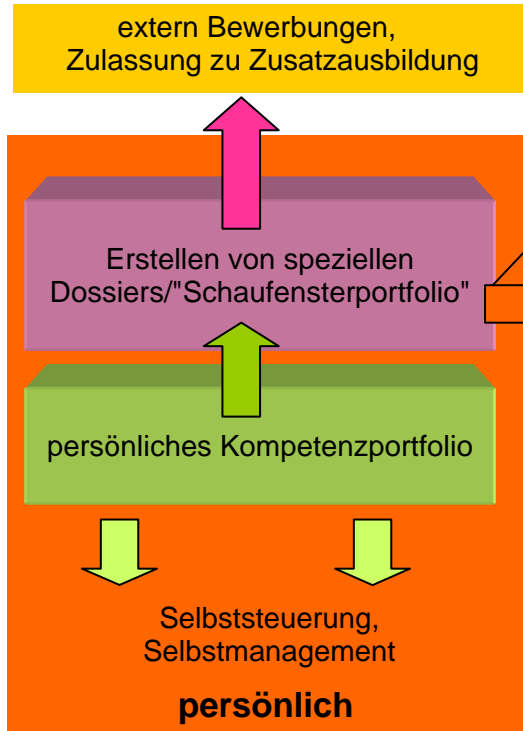 extern Bewerbungen,
Zulassung zu Zusatzausbildung
Erstellen von speziellen
Dossiers/"Schaufensterportfolio"
persönliches Kompetenzportfolio
Selbststeuerung,
Selbstmanagement
persönlich